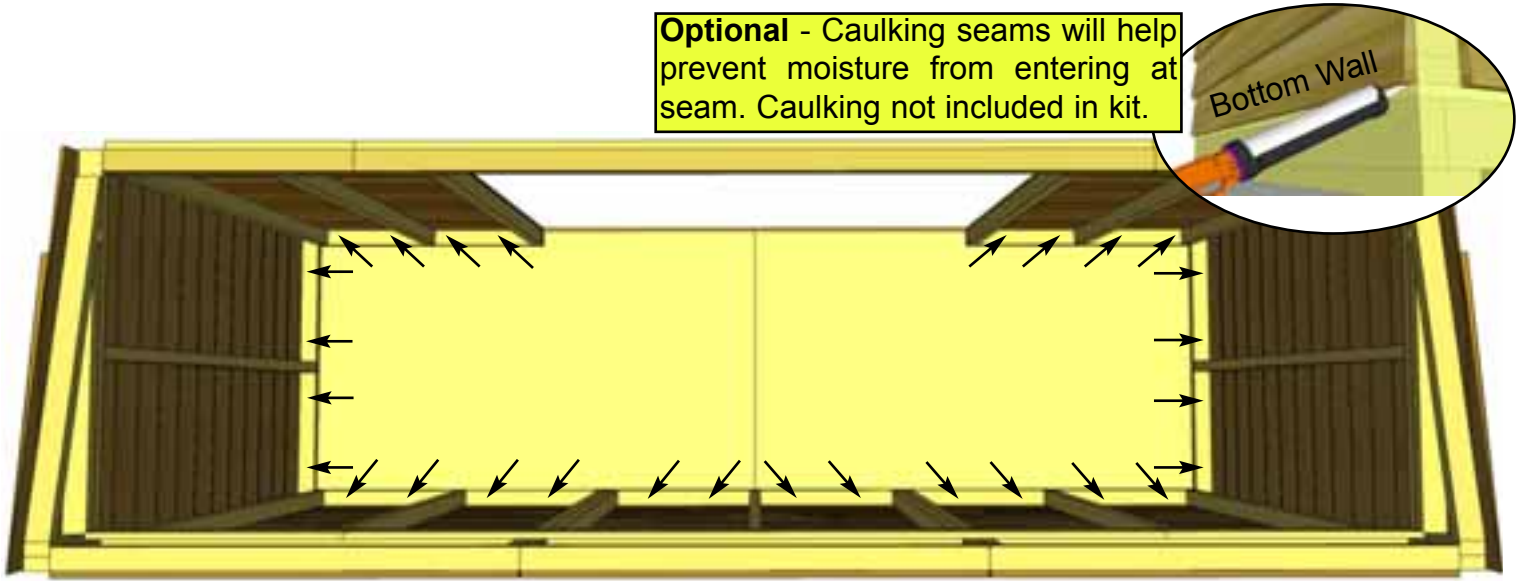 Optional - Caulking seams will help
prevent moisture from entering at
seam. Caulking not included in kit.
Bottom Wall